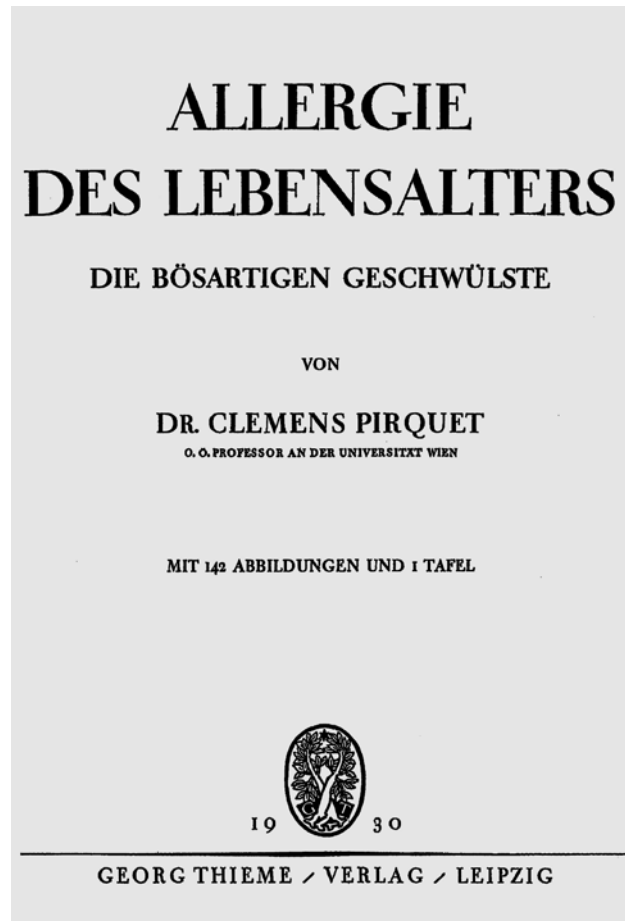 ALLERGIE
DES LEBENSALTERS
DIE BÖSARTIGEN GESCHWÜLSTE
VON
DR. CLEMENS PIRQUET
O. Ö. PROFESSOR AN DER UNIVERSITÄT WIEN
MIT 142 ABBILDUNGEN UND 1 TAFEL
G T
19 30
GEORG THIEME / VERLAG / LEIPZIG